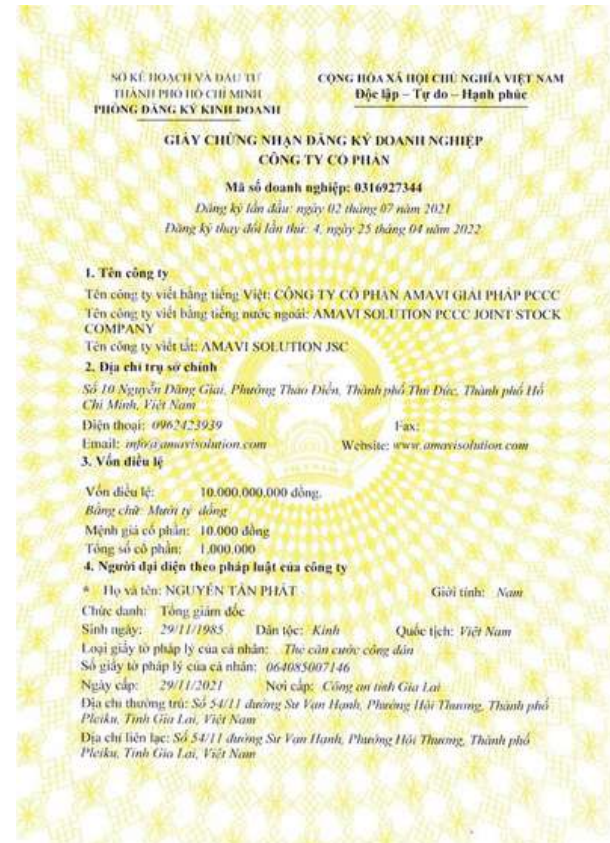 SỞ KẾ HOẠCH VÀ ĐẦU TƯ
THÀNH PHỐ HỒ CHÍ MINH
PHÒNG ĐĂNG KÝ KINH DOANH
CỘNG HÒA XÃ HỘI CHỦ NGHĨA VIỆT NAM
Độc lập – Tự do – Hạnh phúc
GIẤY CHỨNG NHẬN ĐĂNG KÝ DOANH NGHIỆP
CÔNG TY CỔ PHẦN
Mã số doanh nghiệp: 0316927344
Đăng ký lần đầu: ngày 02 tháng 07 năm 2021
Đăng ký thay đổi lần thứ: 4, ngày 25 tháng 04 năm 2022
1. Tên công ty
Tên công ty viết bằng tiếng Việt: CÔNG TY CỔ PHẦN AMAVI GIẢI PHÁP PCCC
Tên công ty viết bằng tiếng nước ngoài: AMAVI SOLUTION PCCC JOINT STOCK
COMPANY
Tên công ty viết tắt: AMAVI SOLUTION JSC
2. Địa chỉ trụ sở chính
Số 10 Nguyễn Đăng Giai, Phường Thảo Điền, Thành phố Thủ Đức, Thành phố Hồ
Chí Minh, Việt Nam
Điện thoại: 0962423939 Fax:
Email: info@amavisolution.com Website: www.amavisolution.com
3. Vốn điều lệ
Vốn điều lệ: 10.000.000.000 đồng.
Bằng chữ: Mười tỷ đồng
Mệnh giá cổ phần: 10.000 đồng
Tổng số cổ phần: 1.000.000
4. Người đại diện theo pháp luật của công ty
* Họ và tên: NGUYỄN TẤN PHÁT Giới tính: Nam
Chức danh: Tổng giám đốc
Sinh ngày: 29/11/1985 Dân tộc: Kinh Quốc tịch: Việt Nam
Loại giấy tờ pháp lý của cá nhân: Thẻ căn cước công dân
Số giấy tờ pháp lý của cá nhân: 064085007146
Ngày cấp: 29/11/2021 Nơi cấp: Công an tỉnh Gia Lai
Địa chỉ thường trú: Số 54/11 đường Sư Vạn Hạnh, Phường Hội Thương, Thành phố
Pleiku, Tỉnh Gia Lai, Việt Nam
Địa chỉ liên lạc: Số 54/11 đường Sư Vạn Hạnh, Phường Hội Thương, Thành phố
Pleiku, Tỉnh Gia Lai, Việt Nam